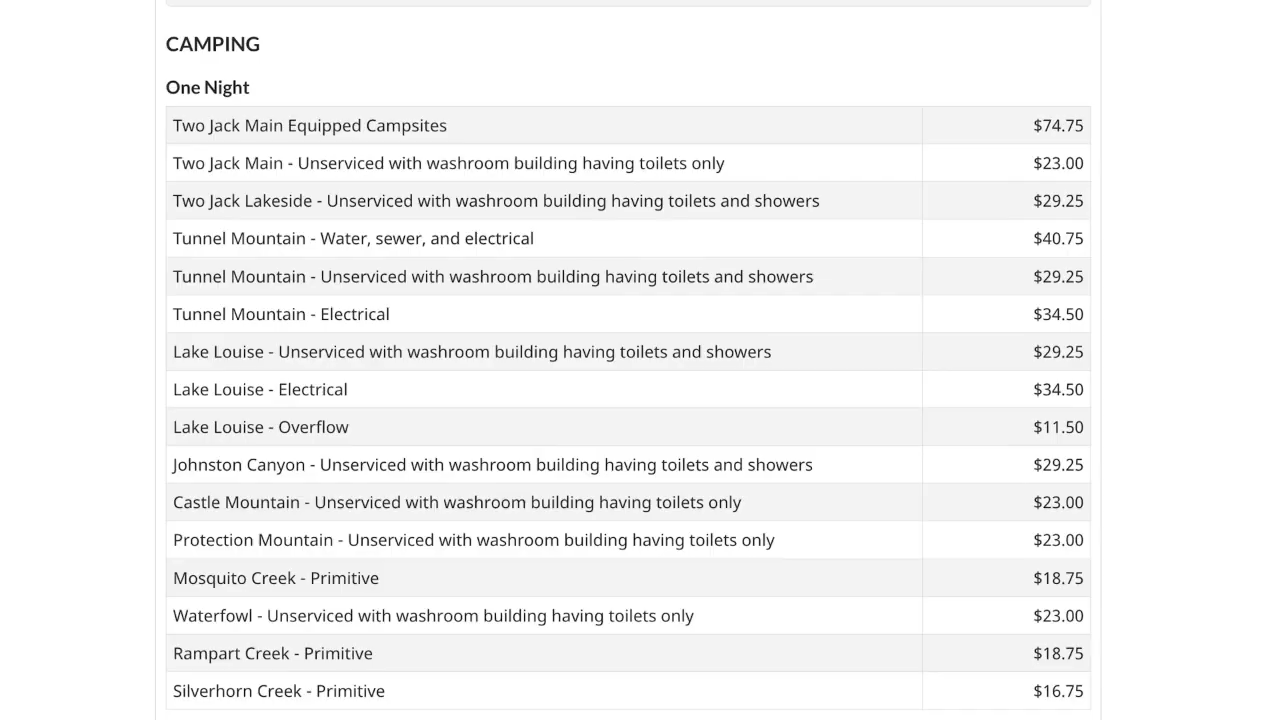 CAMPING
One Night
Two Jack Main Equipped Campsites $74.75
Two Jack Main - Unserviced with washroom building having toilets only $23.00
Two Jack Lakeside - Unserviced with washroom building having toilets and showers $29.25
Tunnel Mountain - Water, sewer, and electrical $40.75
Tunnel Mountain - Unserviced with washroom building having toilets and showers $29.25
Tunnel Mountain - Electrical $34.50
Lake Louise - Unserviced with washroom building having toilets and showers $29.25
Lake Louise - Electrical $34.50
Lake Louise - Overflow $11.50
Johnston Canyon - Unserviced with washroom building having toilets and showers $29.25
Castle Mountain - Unserviced with washroom building having toilets only $23.00
Protection Mountain - Unserviced with washroom building having toilets only $23.00
Mosquito Creek - Primitive $18.75
Waterfowl - Unserviced with washroom building having toilets only $23.00
Rampart Creek - Primitive $18.75
Silverhorn Creek - Primitive $16.75